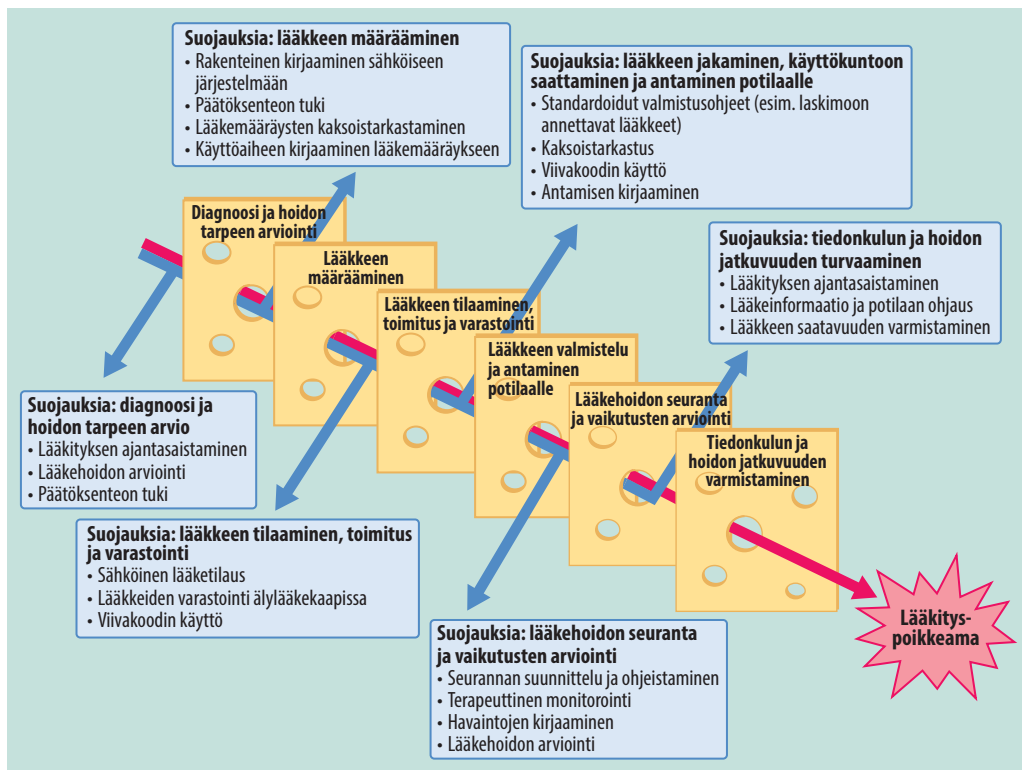 Suojauksia: lääkkeen määrääminen
• Rakenteinen kirjaaminen sähköiseen
järjestelmään
• Päätöksenteon tuki
• Lääkemääräysten kaksoistarkastaminen
• Käyttöaiheen kirjaaminen lääkemääräykseen
Suojauksia: lääkkeen jakaminen, käyttökuntoon
saattaminen ja antaminen potilaalle
• Standardoidut valmistusohjeet (esim. laskimoon
annettavat lääkkeet)
• Kaksoistarkastus
• Viivakoodin käyttö
• Antamisen kirjaaminen
Suojauksia: tiedonkulun ja hoidon
jatkuvuuden turvaaminen
• Lääkityksen ajantasaistaminen
• Lääkeinformaatio ja potilaan ohjaus
• Lääkkeen saatavuuden varmistaminen
Diagnoosi ja hoidon
tarpeen arviointi
Lääkkeen
määrääminen
Lääkkeen tilaaminen,
toimitus ja varastointi
Lääkkeen valmistelu
ja antaminen
potilaalle
Lääkehoidon seuranta
ja vaikutusten arviointi
Tiedonkulun ja
hoidon jatkuvuuden
varmistaminen
Suojauksia: diagnoosi ja
hoidon tarpeen arvio
• Lääkityksen ajantasaistaminen
• Lääkehoidon arviointi
• Päätöksenteon tuki
Suojauksia: lääkkeen tilaaminen, toimitus
ja varastointi
• Sähköinen lääketilaus
• Lääkkeiden varastointi älylääkekaapissa
• Viivakoodin käyttö
Suojauksia: lääkehoidon seuranta
ja vaikutusten arviointi
• Seurannan suunnittelu ja ohjeistaminen
• Terapeuttinen monitorointi
• Havaintojen kirjaaminen
• Lääkehoidon arviointi
Lääkitys-
poikkeama